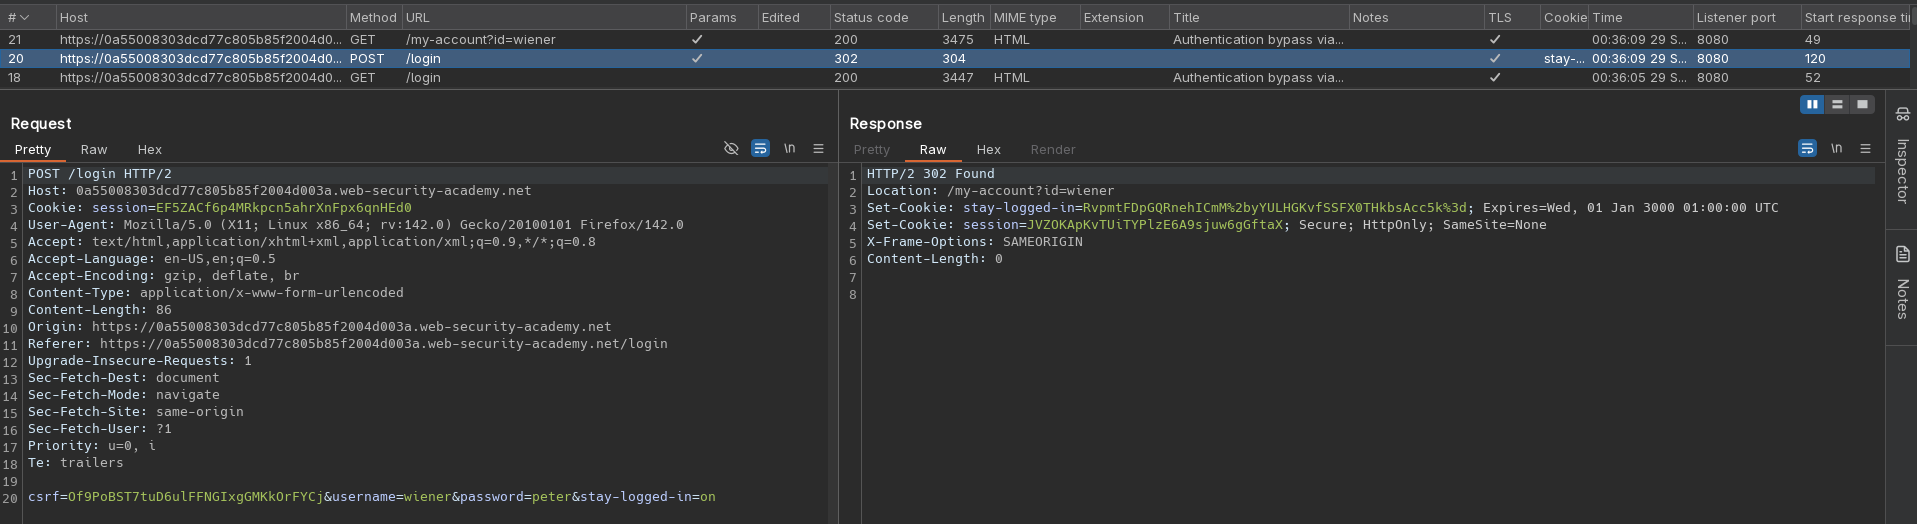 # Host Method URL Params Edited Status code Length MIME type Extension Title Notes TLS Cookie Time Listener port Start response ti
21 https://0a55008303dcd77c805b85f2004d0... GET /my-account?id=wiener 200 3475 HTML Authentication bypass via... 00:36:09 29 S... 8080 49
20 https://0a55008303dcd77c805b85f2004d0... POST /login 302 304 stay-... 00:36:09 29 S... 8080 120
18 https://0a55008303dcd77c805b85f2004d0... GET /login 200 3447 HTML Authentication bypass via... 00:36:05 29 S... 8080 52
Request
Pretty Raw Hex \n
1 POST /login HTTP/2
2 Host: 0a55008303dcd77c805b85f2004d003a.web-security-academy.net
3 Cookie: session=EF5ZACf6p4MRkpcn5ahrXnFpx6qnHEd0
4 User-Agent: Mozilla/5.0 (X11; Linux x86_64; rv:142.0) Gecko/20100101 Firefox/142.0
5 Accept: text/html,application/xhtml+xml,application/xml;q=0.9,*/*;q=0.8
6 Accept-Language: en-US,en;q=0.5
7 Accept-Encoding: gzip, deflate, br
8 Content-Type: application/x-www-form-urlencoded
9 Content-Length: 86
10 Origin: https://0a55008303dcd77c805b85f2004d003a.web-security-academy.net
11 Referer: https://0a55008303dcd77c805b85f2004d003a.web-security-academy.net/login
12 Upgrade-Insecure-Requests: 1
13 Sec-Fetch-Dest: document
14 Sec-Fetch-Mode: navigate
15 Sec-Fetch-Site: same-origin
16 Sec-Fetch-User: ?1
17 Priority: u=0, i
18 Te: trailers
19
20 csrf=Of9PoBST7tuD6ulFFNGIxgGMKkOrFYCj&username=wiener&password=peter&stay-logged-in=on
Response
Pretty Raw Hex Render \n
1 HTTP/2 302 Found
2 Location: /my-account?id=wiener
3 Set-Cookie: stay-logged-in=RvpmtFDpGQRnehICmM%2byYULHGKvfSSFX0THkbsAcc5k%3d; Expires=Wed, 01 Jan 3000 01:00:00 UTC
4 Set-Cookie: session=JVZOKApKvTUiTYPlzE6A9sjuw6gGftaX; Secure; HttpOnly; SameSite=None
5 X-Frame-Options: SAMEORIGIN
6 Content-Length: 0
7
8
Inspector
Notes